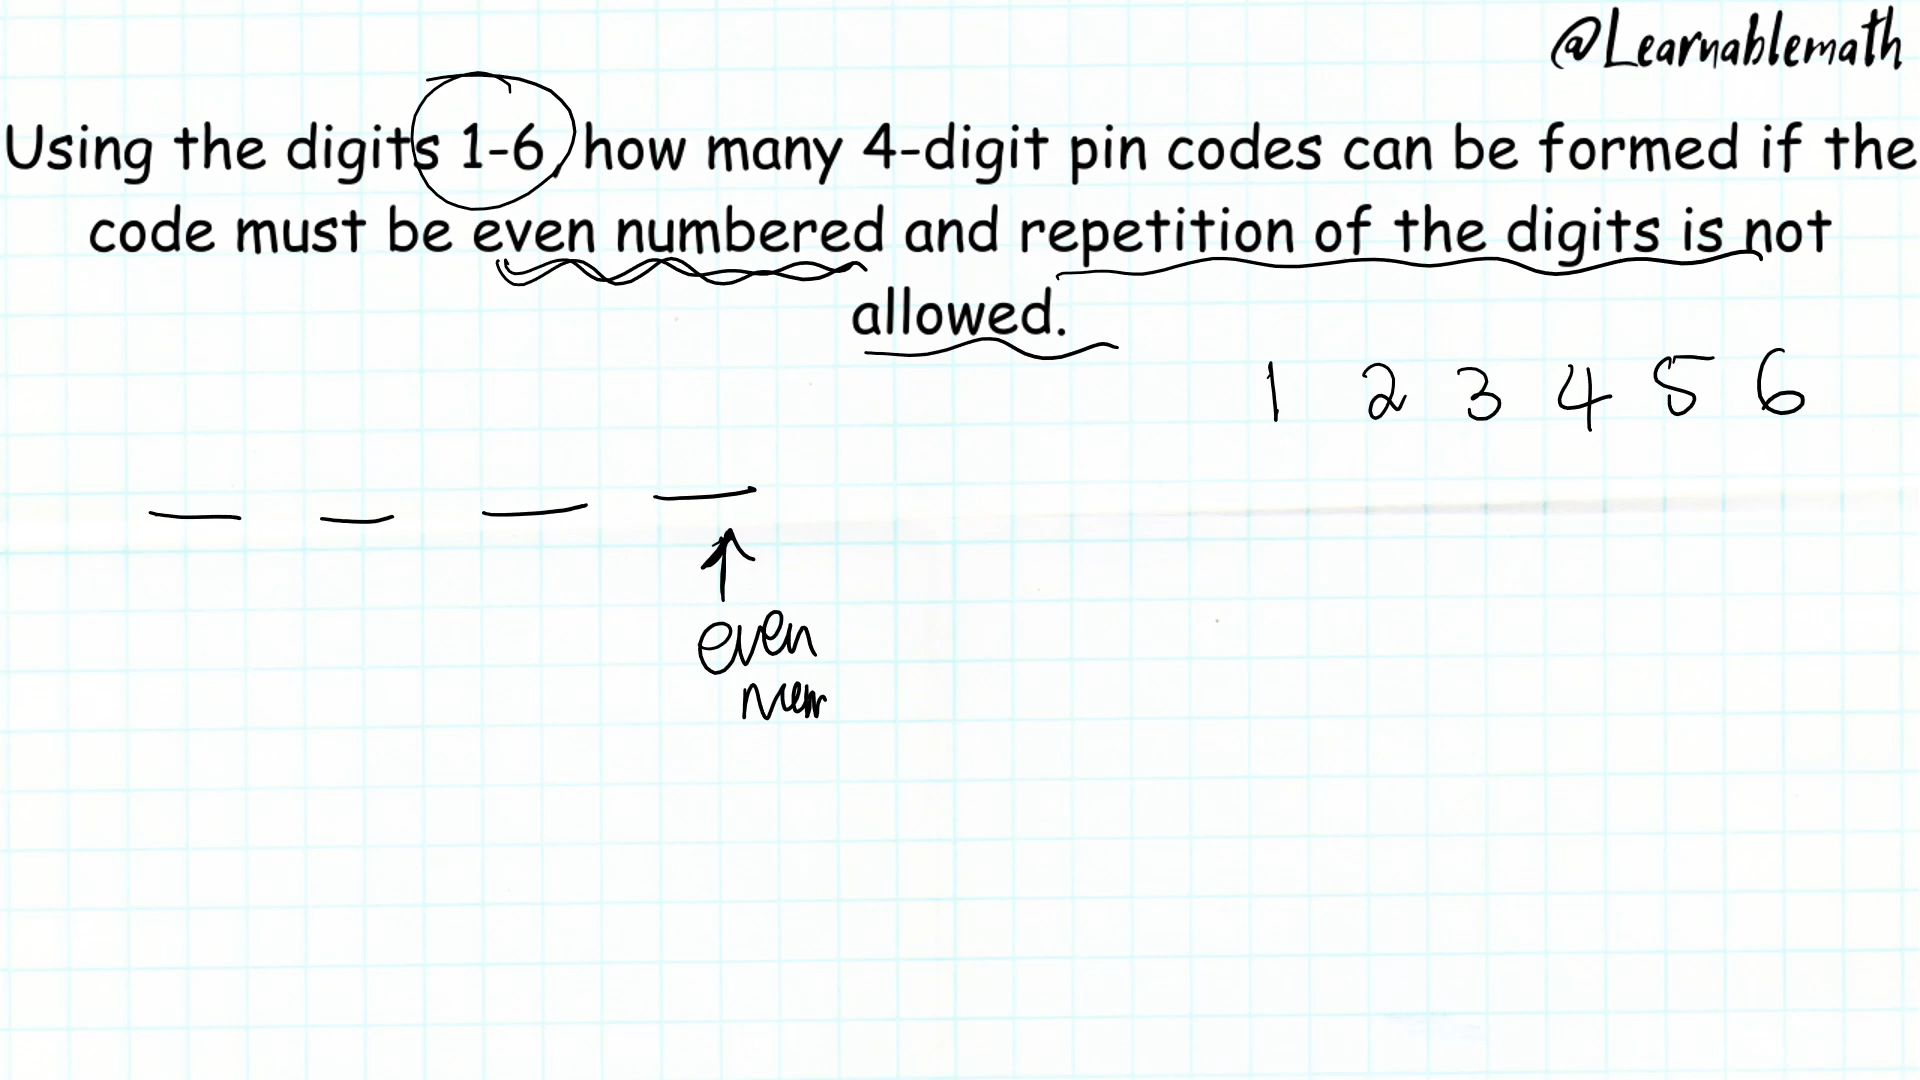 @Learnablemath
Using the digits 1-6, how many 4-digit pin codes can be formed if the
code must be even numbered and repetition of the digits is not
allowed.
1 2 3 4 5 6
even